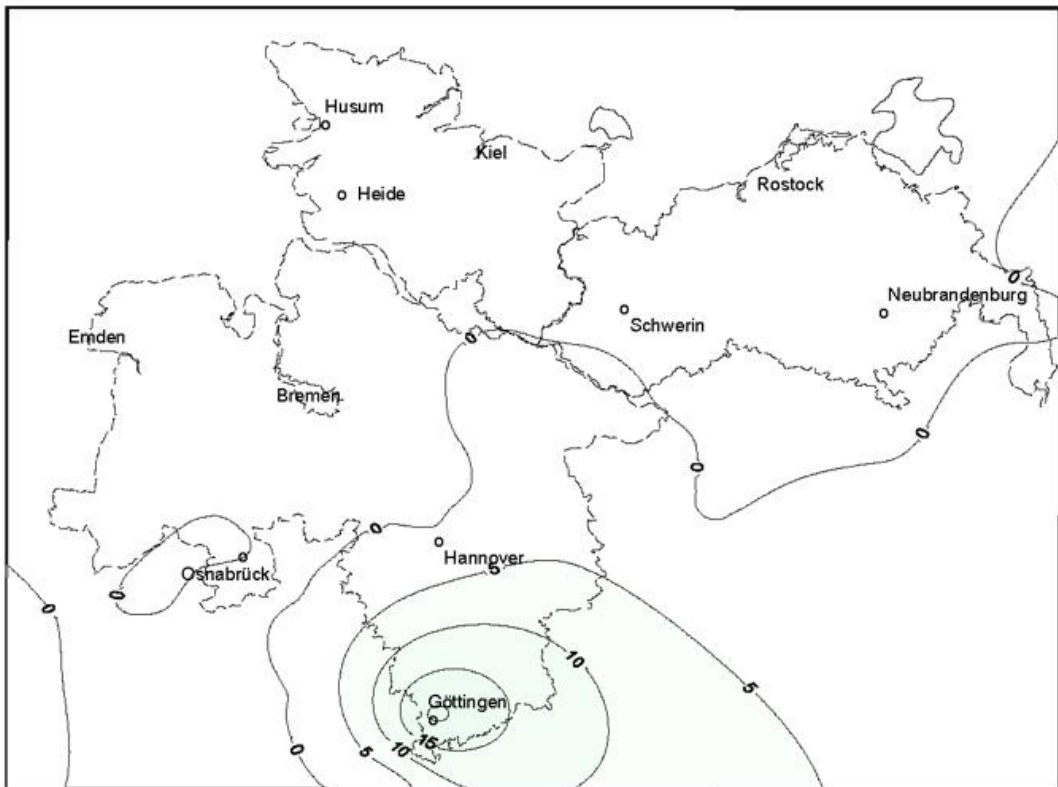 Husum
Kiel
Heide
Rostock
0
Neubrandenburg
Schwerin
Emden
0
Bremen
0
0
0
Hannover
5
Osnabrück
0
0
10
5
Göttingen
15
0
5
10